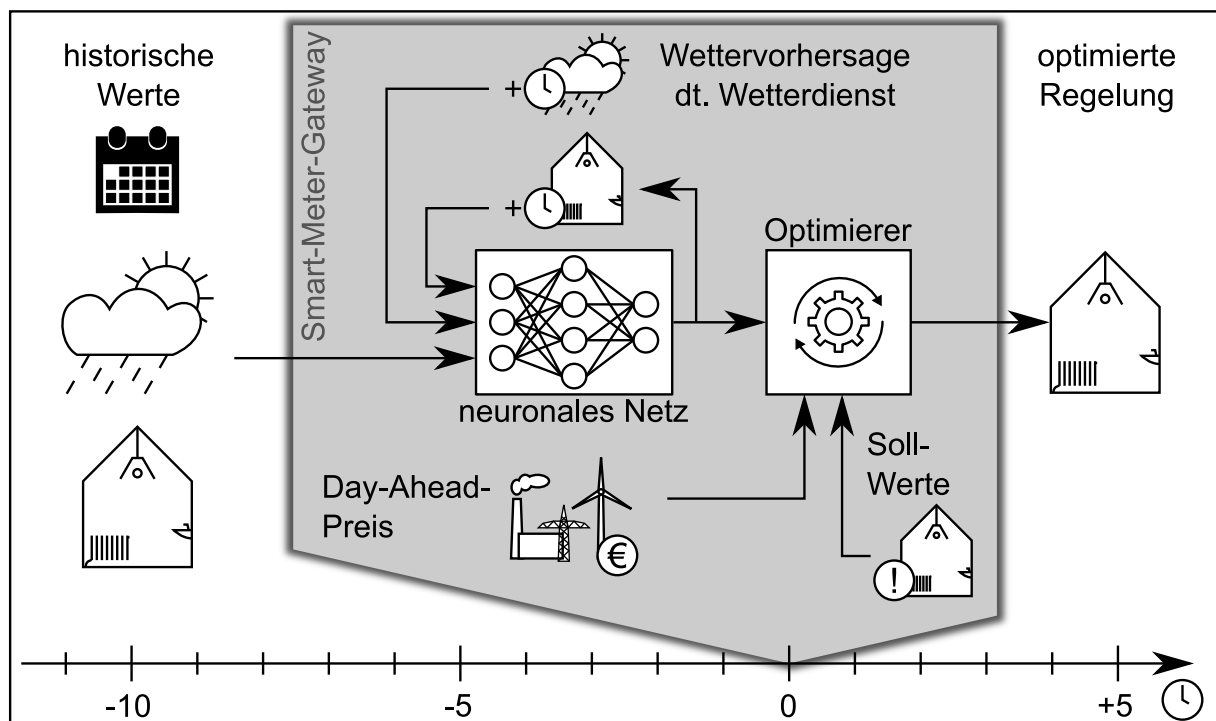 historische
Werte
Smart-Meter-Gateway
+
Wettervorhersage
dt. Wetterdienst
optimierte
Regelung
+
Optimierer
neuronales Netz
Day-Ahead-
Preis
€
Soll-
Werte
!
-10
-5
0
+5